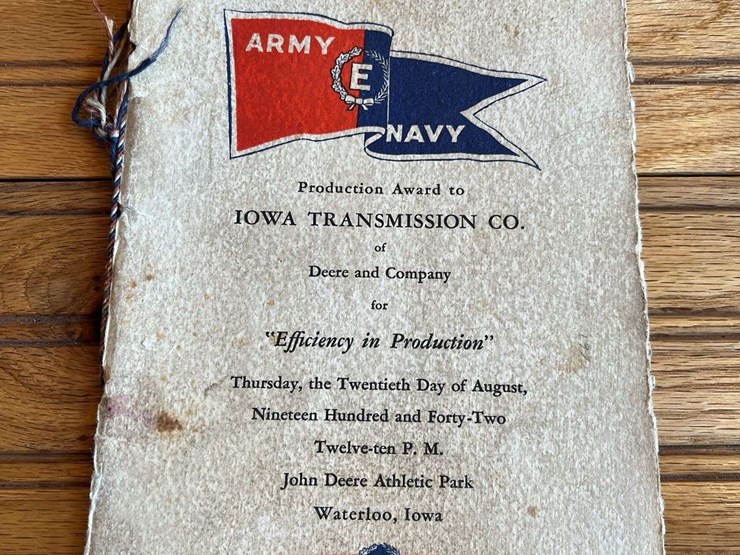 ARMY
E
NAVY
Production Award to
IOWA TRANSMISSION CO.
of
Deere and Company
for
"Efficiency in Production"
Thursday, the Twentieth Day of August,
Nineteen Hundred and Forty-Two
Twelve-ten P. M.
John Deere Athletic Park
Waterloo, Iowa